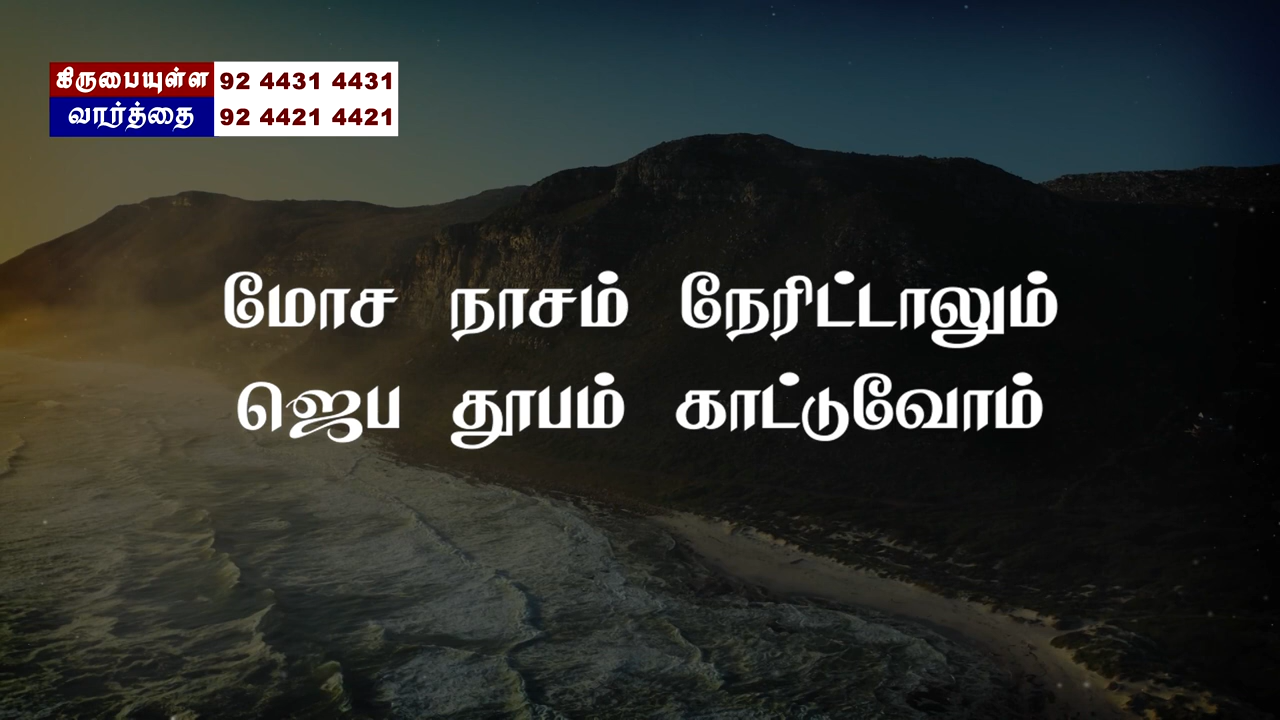 கிருபையுள்ள 92 4431 4431
வார்த்தை 92 4421 4421
மோச நாசம் நேரிட்டாலும்
ஜெப தூபம் காட்டுவோம்